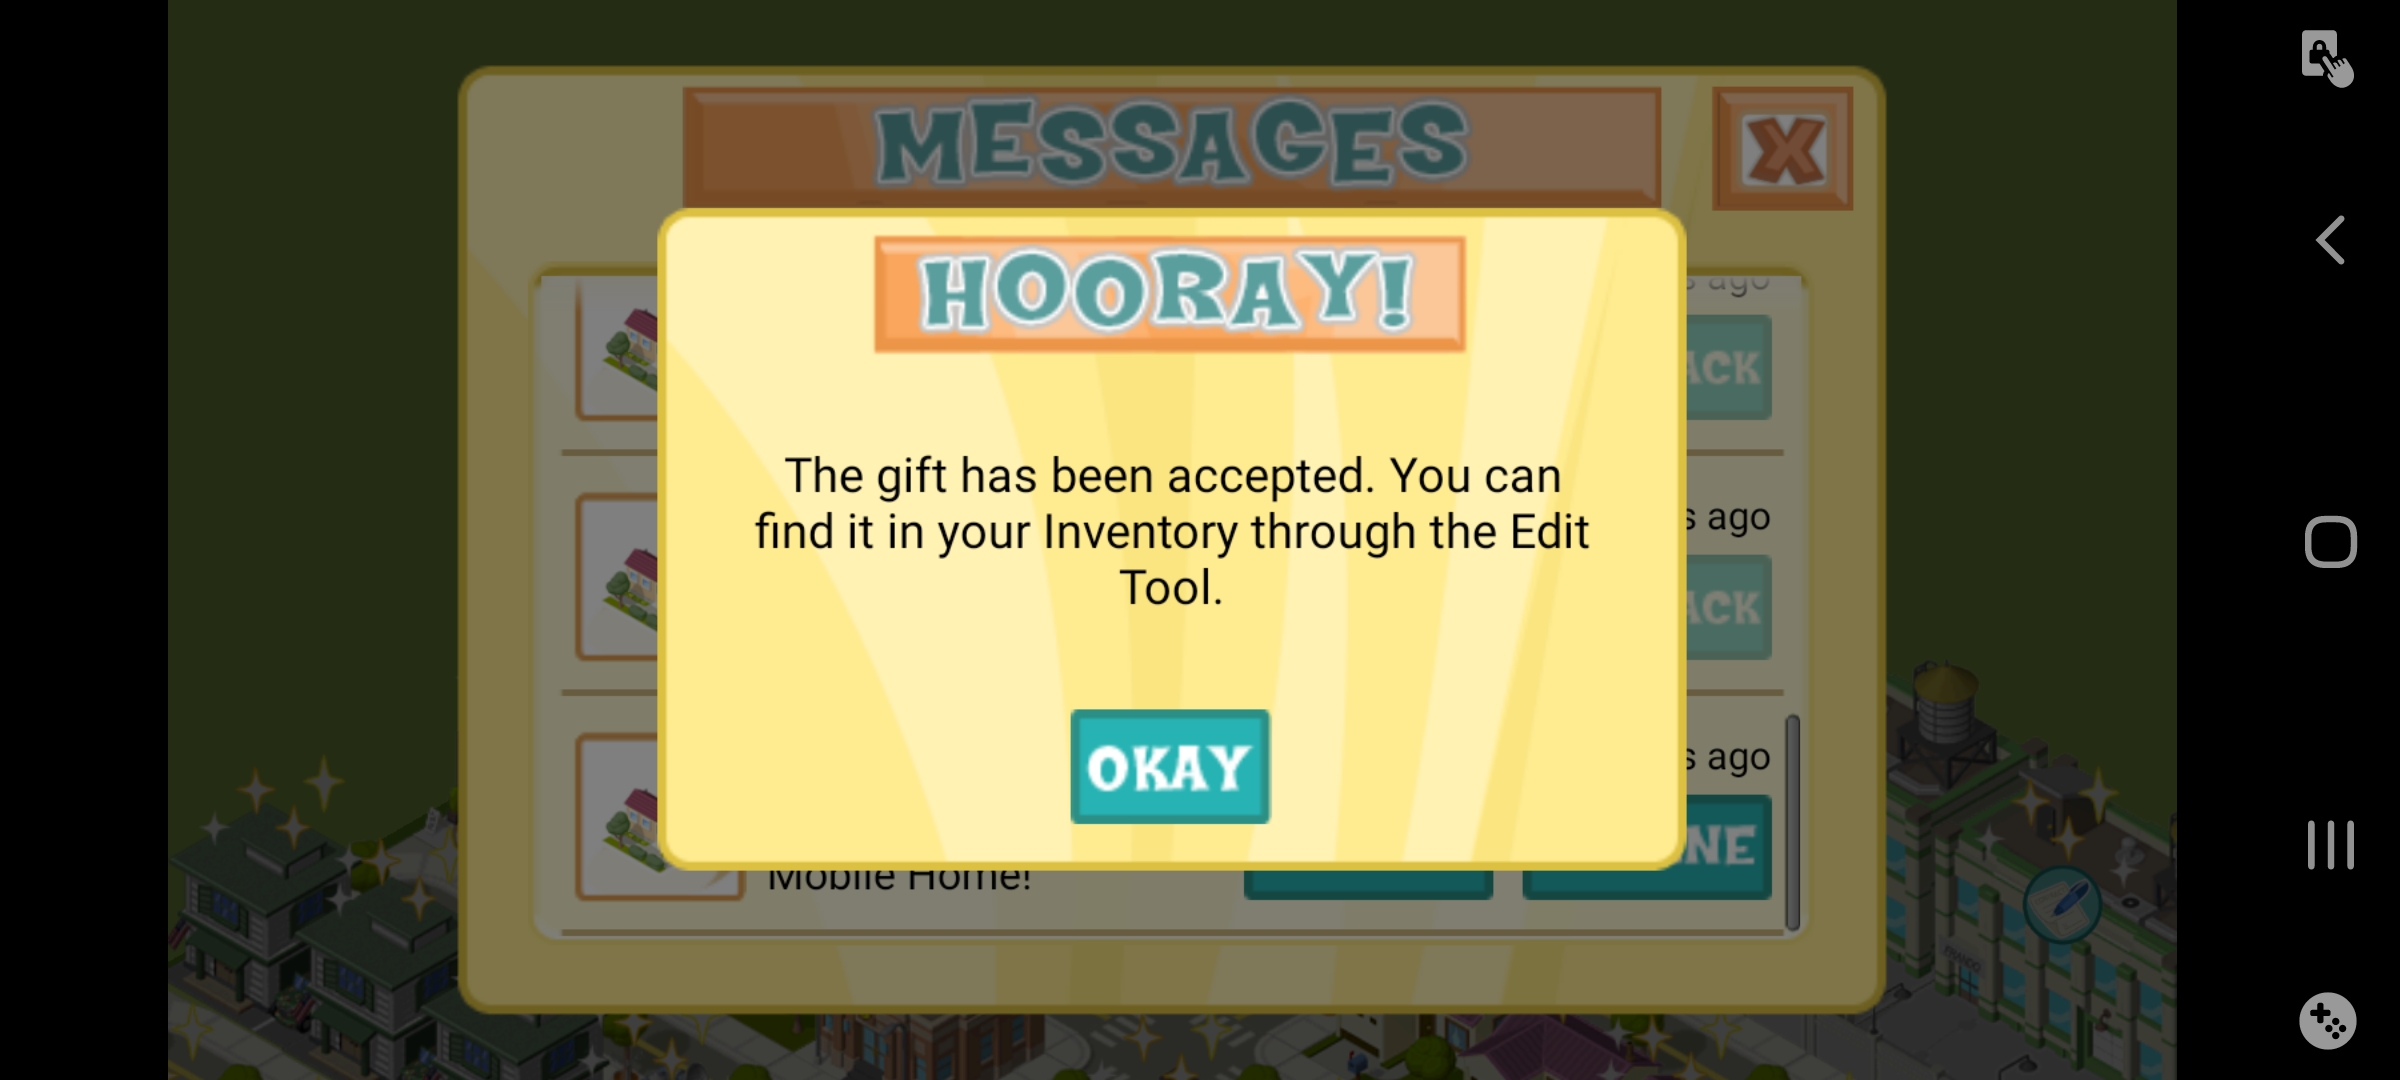 MESSAGES
X
HOORAY!
ago
ACK
The gift has been accepted. You can
find it in your Inventory through the Edit
Tool.
s ago
ACK
s ago
OKAY
NE
Mobile Home!